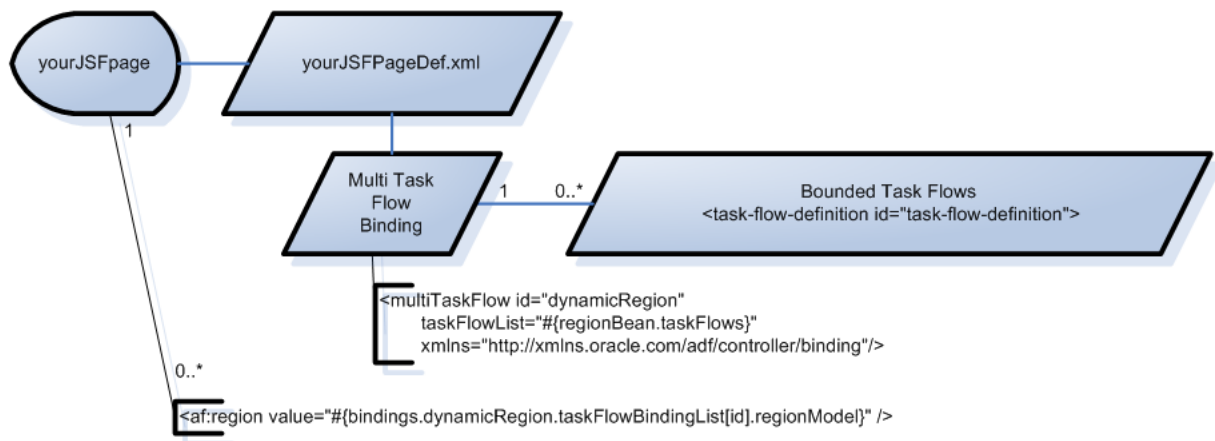 yourJSFpage
yourJSFPageDef.xml
1
Multi Task
Flow
Binding
1
0..*
Bounded Task Flows
<task-flow-definition id="task-flow-definition">
<multiTaskFlow id="dynamicRegion"
taskFlowList="#{regionBean.taskFlows}"
xmlns="http://xmlns.oracle.com/adf/controller/binding"/>
0..*
<af:region value="#{bindings.dynamicRegion.taskFlowBindingList[id].regionModel}" />